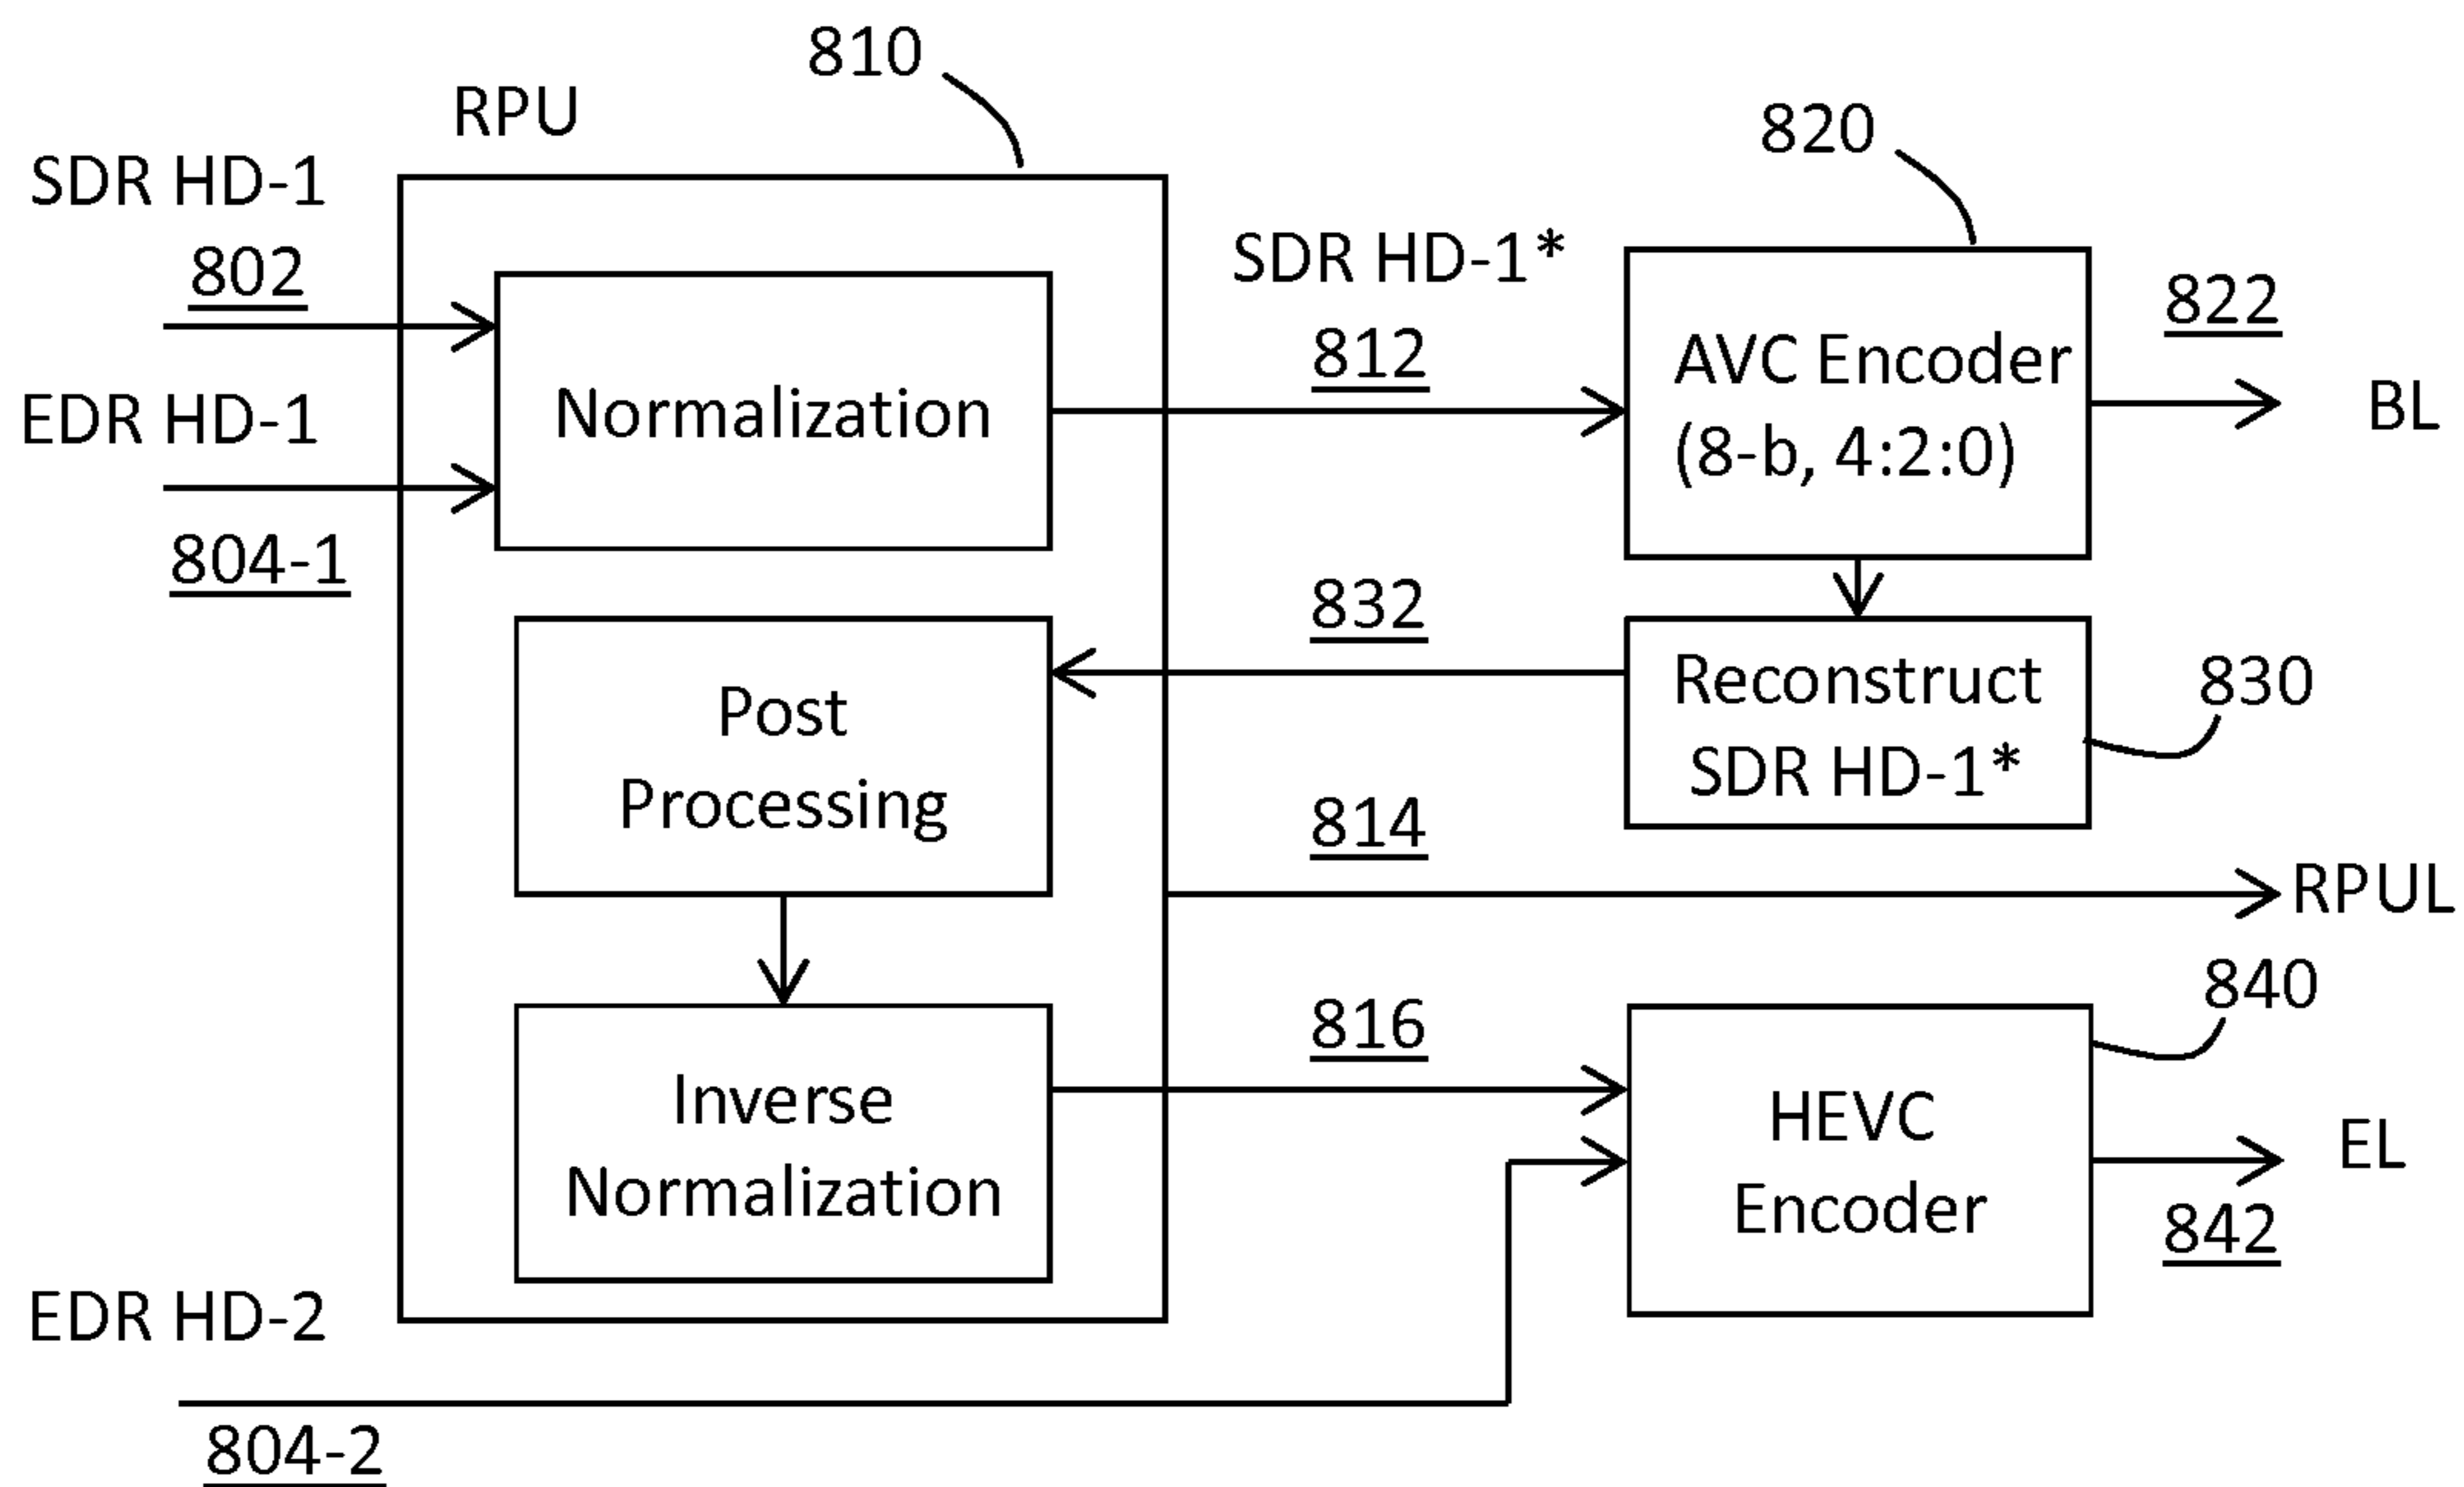 810
RPU
820
SDR HD-1
802
SDR HD-1*
812
822
EDR HD-1
Normalization
AVC Encoder
(8-b, 4:2:0)
BL
804-1
832
Post
Processing
Reconstruct
SDR HD-1*
830
814
RPUL
840
816
Inverse
Normalization
HEVC
Encoder
EL
842
EDR HD-2
804-2